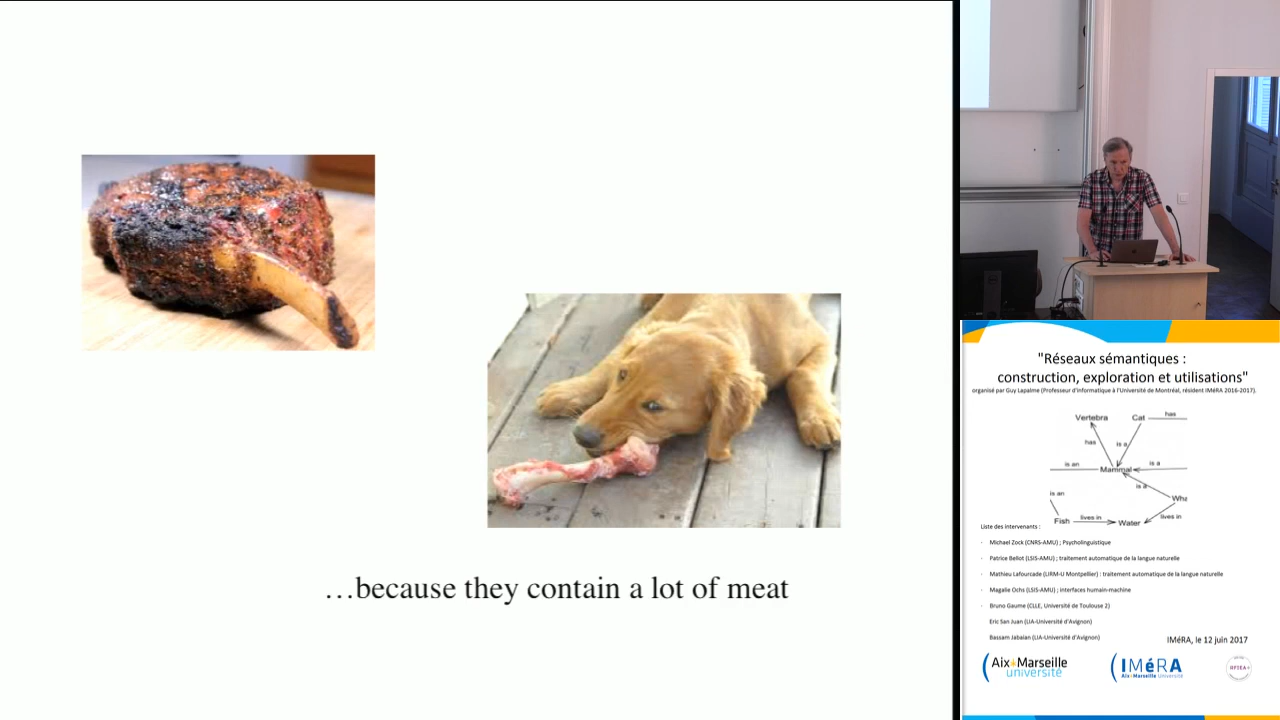 …because they contain a lot of meat
"Réseaux sémantiques :
construction, exploration et utilisations"
organisé par Guy Lapalme (Professeur d'informatique à l'Université de Montréal, résident IMéRA 2016-2017).
Vertebra
Cat
has
has
is a
is an
Mammal
is a
is a
is an
Wha
Fish
lives in
Water
lives in
Liste des intervenants :
- Michael Zock (CNRS-AMU) ; Psycholinguistique
- Patrice Bellot (LSIS-AMU) ; traitement automatique de la langue naturelle
- Mathieu Lafourcade (LIRM-U Montpellier) : traitement automatique de la langue naturelle
- Magalie Ochs (LSIS-AMU) ; interfaces humain-machine
- Bruno Gaume (CLLE, Université de Toulouse 2)
Eric San Juan (LIA-Université d'Avignon)
Bassam Jabaian (LIA-Université d'Avignon)
IMéRA, le 12 juin 2017
Aix*Marseille
université
IMéRA
Aix*Marseille Université
RFIEA+